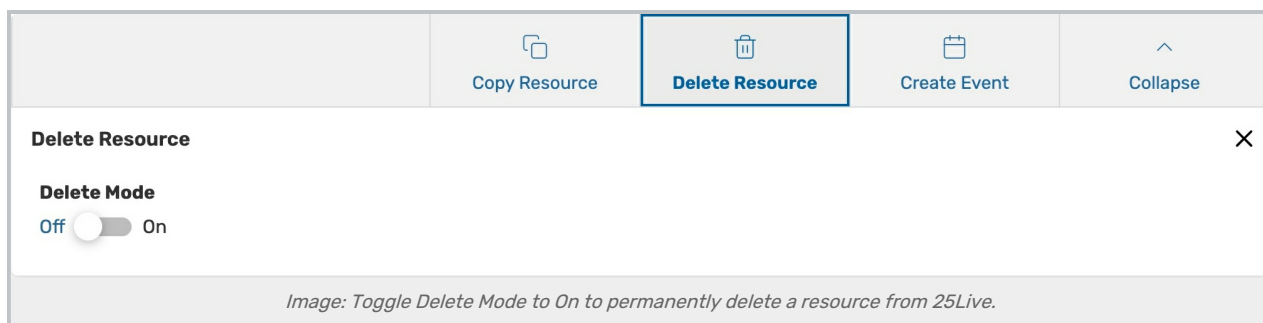 Copy Resource
Delete Resource
Create Event
Collapse
Delete Resource
Delete Mode
Off On
Image: Toggle Delete Mode to On to permanently delete a resource from 25Live.